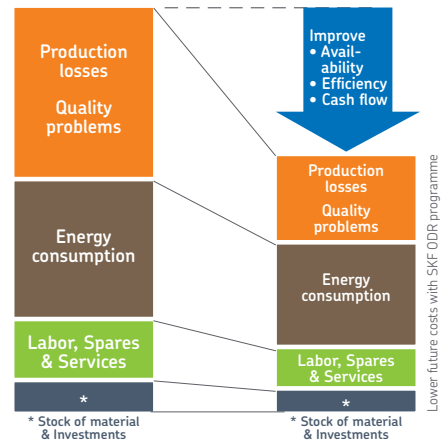 Production
losses
Quality
problems
Energy
consumption
Labor, Spares
& Services
*
* Stock of material
& Investments
Improve
• Avail-
ability
• Efficiency
• Cash flow
Production
losses
Quality
problems
Energy
consumption
Labor, Spares
& Services
*
* Stock of material
& Investments
Lower future costs with SKF ODR programme